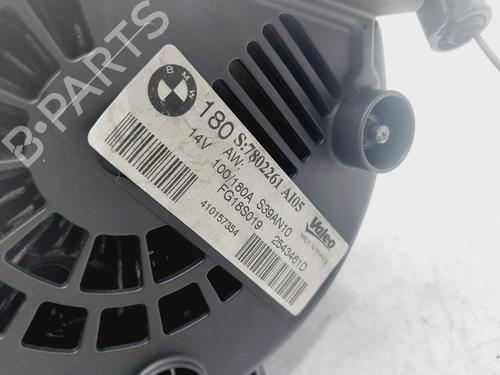 B-PARTS
BMW
180 S:7802261 AI05
AW:
14V 100/180A S39AN10
FG18S019
410157354 2543461D
Valeo